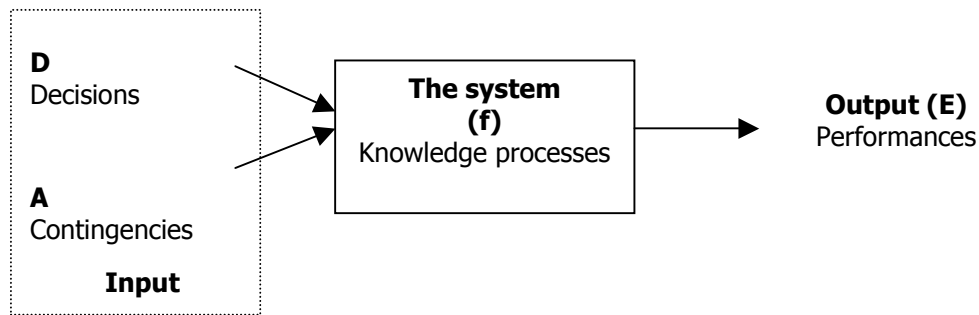 D
Decisions
A
Contingencies
Input
The system
(f)
Knowledge processes
Output (E)
Performances